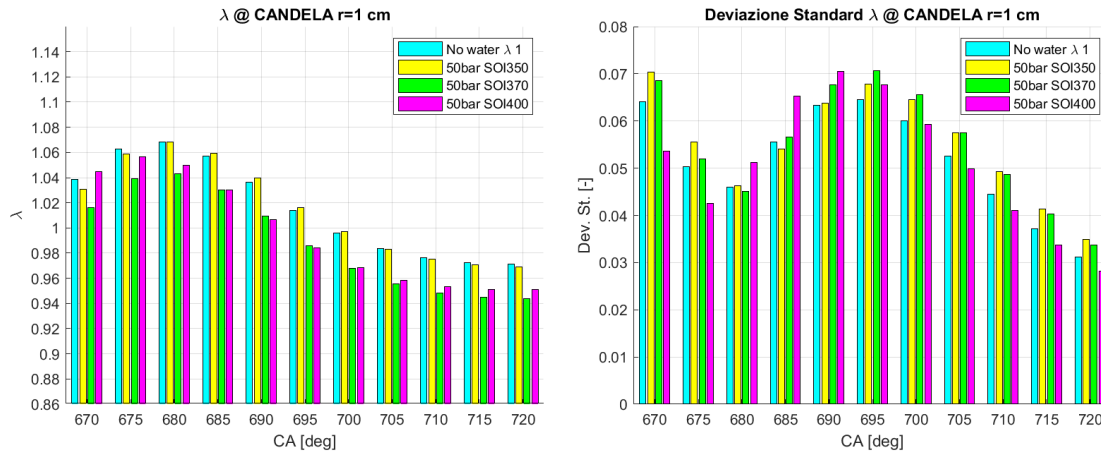 λ @ CANDELA r=1 cm
1.14
1.12
1.1
1.08
1.06
1.04
1.02
1
0.98
0.96
0.94
0.92
0.9
0.88
0.86
λ
No water λ 1
50bar SOI350
50bar SOI370
50bar SOI400
670 675 680 685 690 695 700 705 710 715 720
CA [deg]
Deviazione Standard λ @ CANDELA r=1 cm
0.08
0.07
0.06
0.05
0.04
0.03
0.02
0.01
0
Dev. St. [-]
No water λ 1
50bar SOI350
50bar SOI370
50bar SOI400
670 675 680 685 690 695 700 705 710 715 720
CA [deg]